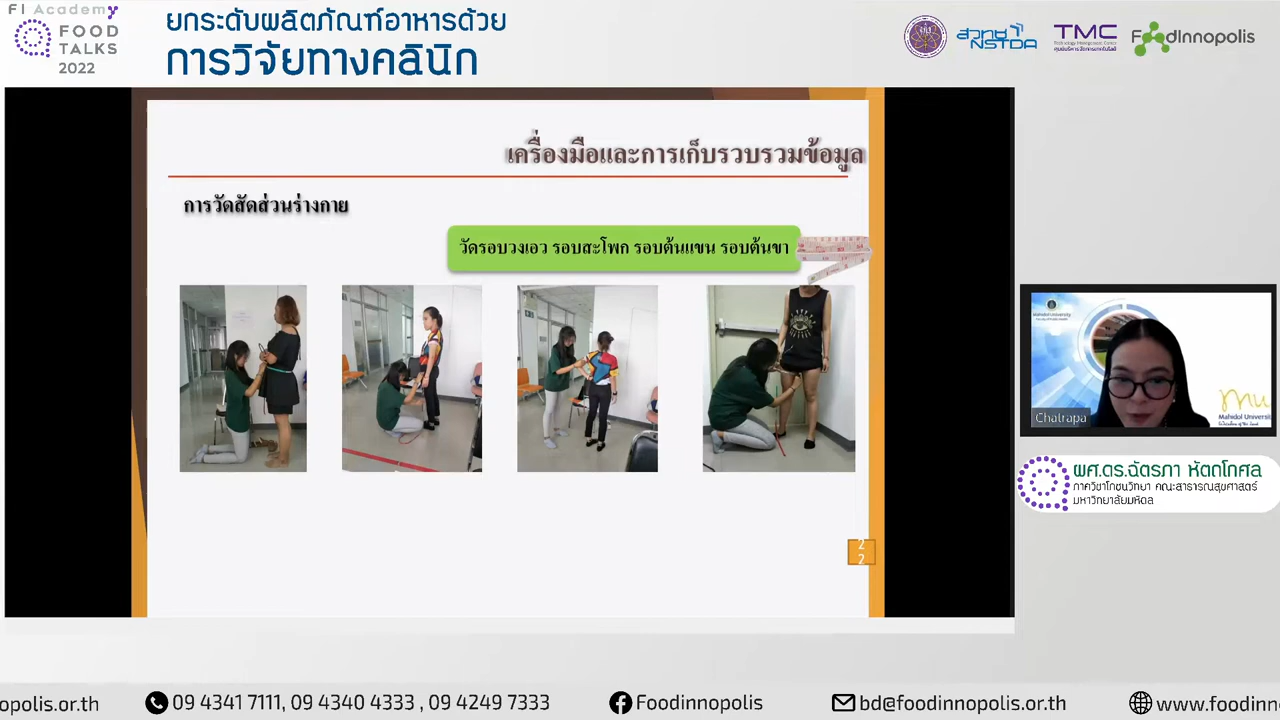 FI Academy
FOOD
TALKS
2022
ยกระดับผลิตภัณฑ์อาหารด้วย
การวิจัยทางคลินิก
สวทช
NSTDA
TMC
FoodInnopolis
เครื่องมือและการเก็บรวบรวมข้อมูล
การวัดสัดส่วนร่างกาย
วัดรอบวงเอว รอบสะโพก รอบต้นแขน รอบต้นขา
22
Mahidol University
Chatrapa
mu
Mahidol Universit
ผศ.ดร.ฉัตรภา หัตถโกศล
ภาควิชาโภชนวิทยา คณะสาธารณสุขศาสตร์
มหาวิทยาลัยมหิดล
opolis.or.th
09 4341 7111, 09 4340 4333 , 09 4249 7333
Foodinnopolis
bd@foodinnopolis.or.th
www.foodinn